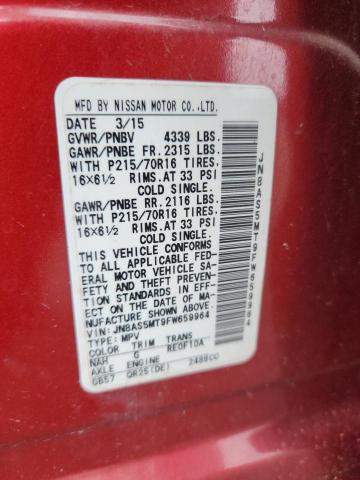 MFD BY NISSAN MOTOR CO.,LTD.
DATE 3/15
GVWR/PNBV 4339 LBS.
GAWR/PNBE FR. 2315 LBS.
WITH P215/70R16 TIRES,
16X6½ RIMS.AT 33 PSI
COLD SINGLE.
GAWR/PNBE RR. 2116 LBS.
WITH P215/70R16 TIRES,
16X6½ RIMS.AT 33 PSI
COLD SINGLE.
THIS VEHICLE CONFORMS
TO ALL APPLICABLE FED-
ERAL MOTOR VEHICLE SA-
FETY AND THEFT PREVEN-
TION STANDARDS IN EFF-
ECT ON THE DATE OF MA-
NUFACTURE SHOWN ABOVE.
VIN:JN8AS5MT9FW659964
TYPE:MPV
COLOR TRIM TRANS
NAH G RE0F10A
AXLE ENGINE
GB57 QR25(DE) 2488CC
JN8AS5MT9FW659964